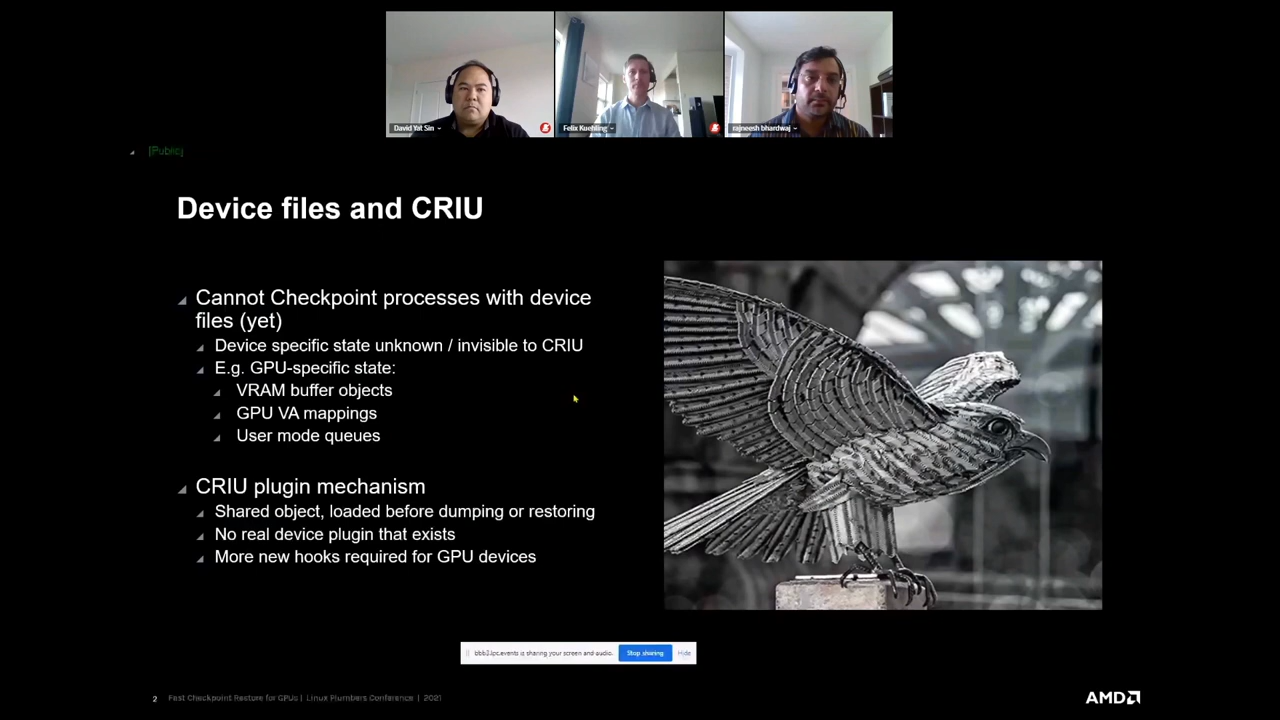 David Yat Sin
Felix Kuehling
rajneesh bhardwaj
[Public]
Device files and CRIU
Cannot Checkpoint processes with device
files (yet)
Device specific state unknown / invisible to CRIU
E.g. GPU-specific state:
VRAM buffer objects
GPU VA mappings
User mode queues
CRIU plugin mechanism
Shared object, loaded before dumping or restoring
No real device plugin that exists
More new hooks required for GPU devices
bbb2.lpc.events is sharing your screen and audio. Stop sharing Hide
2 Fast Checkpoint Restore for GPUs | Linux Plumbers Conference | 2021
AMD